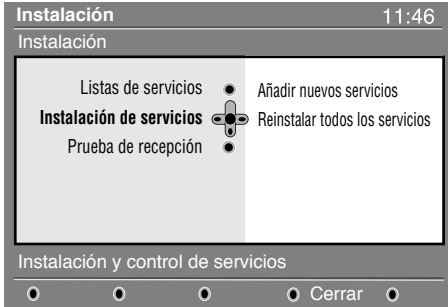 Instalación 11:46
Instalación
Listas de servicios
Añadir nuevos servicios
Instalación de servicios
Reinstalar todos los servicios
Prueba de recepción
Instalación y control de servicios
Cerrar